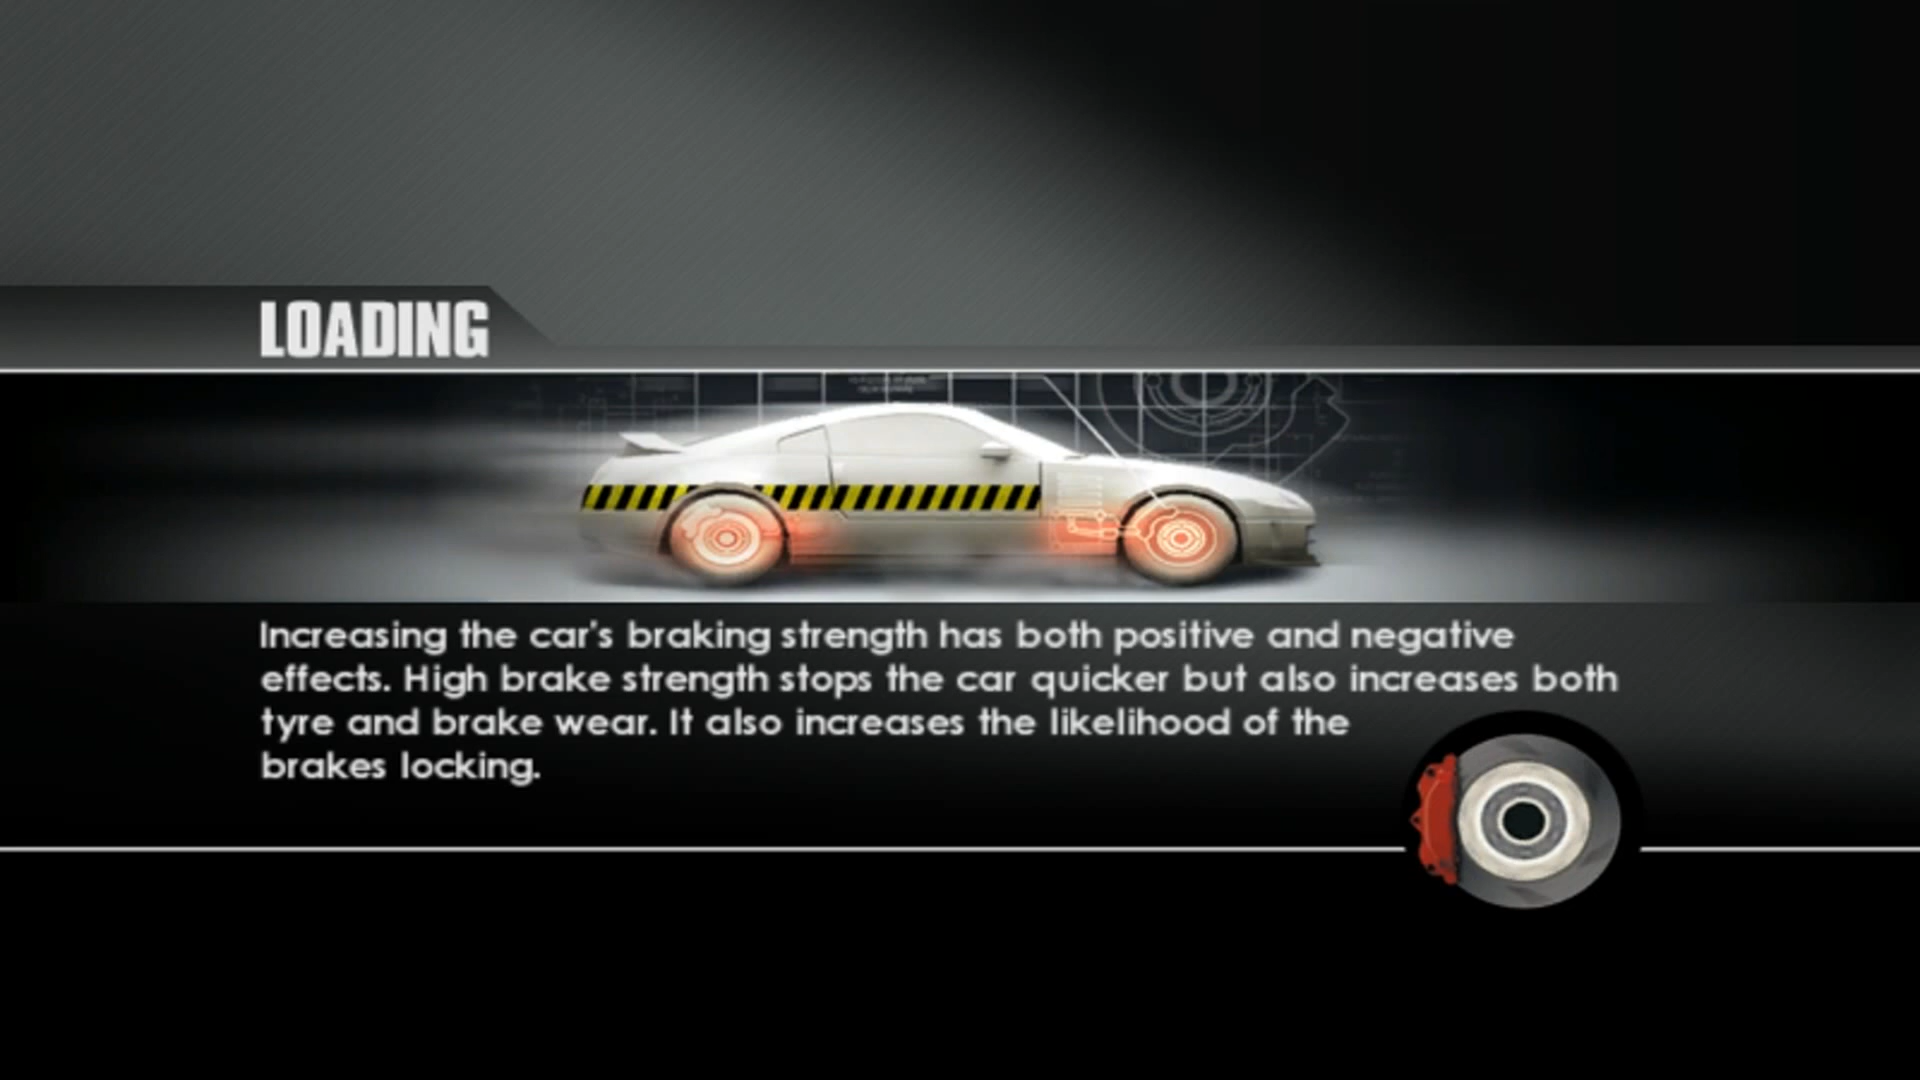 LOADING
Increasing the car's braking strength has both positive and negative
effects. High brake strength stops the car quicker but also increases both
tyre and brake wear. It also increases the likelihood of the
brakes locking.